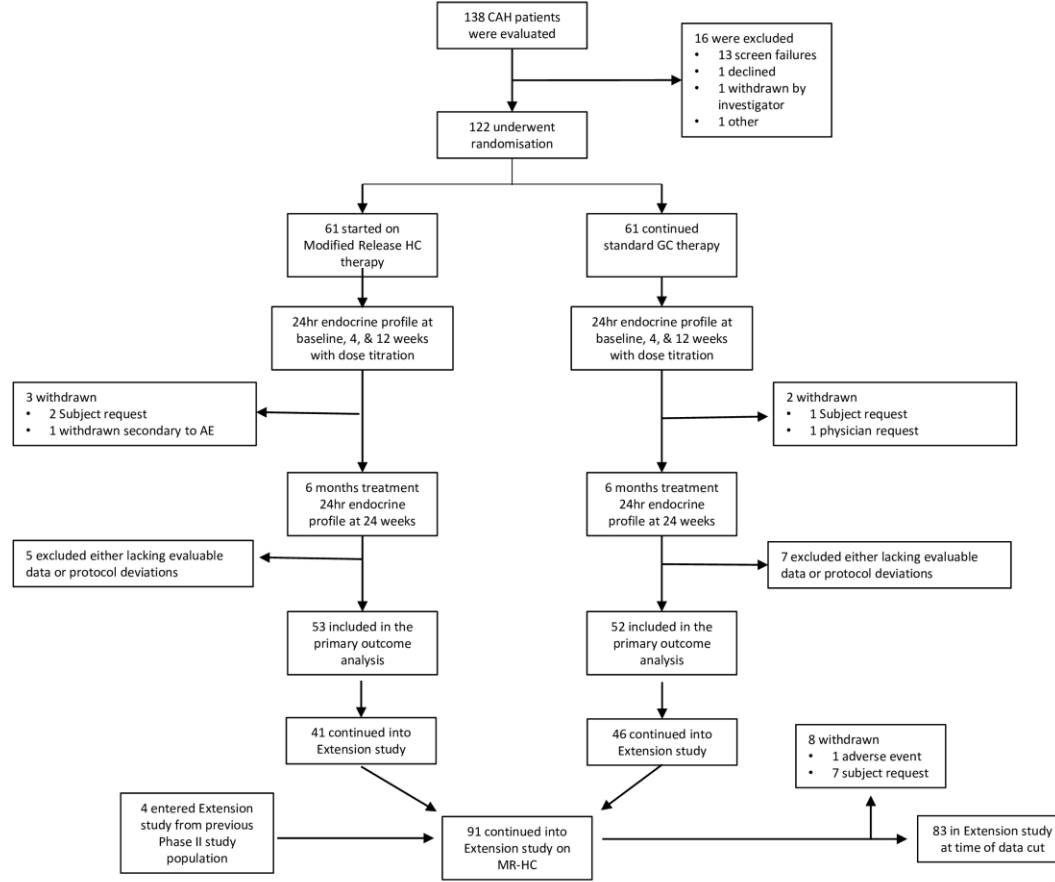 138 CAH patients
were evaluated
16 were excluded
• 13 screen failures
• 1 declined
• 1 withdrawn by
investigator
• 1 other
122 underwent
randomisation
61 started on
Modified Release HC
therapy
61 continued
standard GC therapy
24hr endocrine profile at
baseline, 4, & 12 weeks
with dose titration
24hr endocrine profile at
baseline, 4, & 12 weeks
with dose titration
3 withdrawn
• 2 Subject request
• 1 withdrawn secondary to AE
2 withdrawn
• 1 Subject request
• 1 physician request
6 months treatment
24hr endocrine
profile at 24 weeks
6 months treatment
24hr endocrine
profile at 24 weeks
5 excluded either lacking evaluable
data or protocol deviations
7 excluded either lacking evaluable
data or protocol deviations
53 included in the
primary outcome
analysis
52 included in the
primary outcome
analysis
41 continued into
Extension study
46 continued into
Extension study
8 withdrawn
• 1 adverse event
• 7 subject request
4 entered Extension
study from previous
Phase II study
population
91 continued into
Extension study on
MR-HC
83 in Extension study
at time of data cut